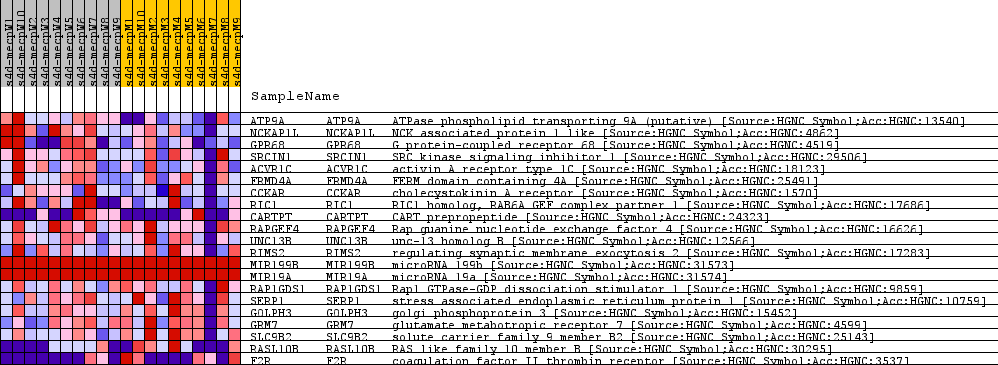 s4d-mecpW1
s4d-mecpW10
s4d-mecpW2
s4d-mecpW3
s4d-mecpW4
s4d-mecpW5
s4d-mecpW6
s4d-mecpW7
s4d-mecpW8
s4d-mecpW9
s4d-mecpM1
s4d-mecpM10
s4d-mecpM2
s4d-mecpM3
s4d-mecpM4
s4d-mecpM5
s4d-mecpM6
s4d-mecpM7
s4d-mecpM8
s4d-mecpM9
SampleName
ATP9A ATP9A ATPase phospholipid transporting 9A (putative) [Source:HGNC Symbol;Acc:HGNC:13540]
NCKAP1L NCKAP1L NCK associated protein 1 like [Source:HGNC Symbol;Acc:HGNC:4862]
GPR68 GPR68 G protein-coupled receptor 68 [Source:HGNC Symbol;Acc:HGNC:4519]
SRCIN1 SRCIN1 SRC kinase signaling inhibitor 1 [Source:HGNC Symbol;Acc:HGNC:29506]
ACVR1C ACVR1C activin A receptor type 1C [Source:HGNC Symbol;Acc:HGNC:18123]
FRMD4A FRMD4A FERM domain containing 4A [Source:HGNC Symbol;Acc:HGNC:25491]
CCKAR CCKAR cholecystokinin A receptor [Source:HGNC Symbol;Acc:HGNC:1570]
RIC1 RIC1 RIC1 homolog, RAB6A GEF complex partner 1 [Source:HGNC Symbol;Acc:HGNC:17686]
CARTPT CARTPT CART prepropeptide [Source:HGNC Symbol;Acc:HGNC:24323]
RAPGEF4 RAPGEF4 Rap guanine nucleotide exchange factor 4 [Source:HGNC Symbol;Acc:HGNC:16626]
UNC13B UNC13B unc-13 homolog B [Source:HGNC Symbol;Acc:HGNC:12566]
RIMS2 RIMS2 regulating synaptic membrane exocytosis 2 [Source:HGNC Symbol;Acc:HGNC:17283]
MIR199B MIR199B microRNA 199b [Source:HGNC Symbol;Acc:HGNC:31573]
MIR19A MIR19A microRNA 19a [Source:HGNC Symbol;Acc:HGNC:31574]
RAP1GDS1 RAP1GDS1 Rap1 GTPase-GDP dissociation stimulator 1 [Source:HGNC Symbol;Acc:HGNC:9859]
SERP1 SERP1 stress associated endoplasmic reticulum protein 1 [Source:HGNC Symbol;Acc:HGNC:10759]
GOLPH3 GOLPH3 golgi phosphoprotein 3 [Source:HGNC Symbol;Acc:HGNC:15452]
GRM7 GRM7 glutamate metabotropic receptor 7 [Source:HGNC Symbol;Acc:HGNC:4599]
SLC9B2 SLC9B2 solute carrier family 9 member B2 [Source:HGNC Symbol;Acc:HGNC:25143]
RASL10B RASL10B RAS like family 10 member B [Source:HGNC Symbol;Acc:HGNC:30295]
F2R F2R coagulation factor II thrombin receptor [Source:HGNC Symbol;Acc:HGNC:3537]